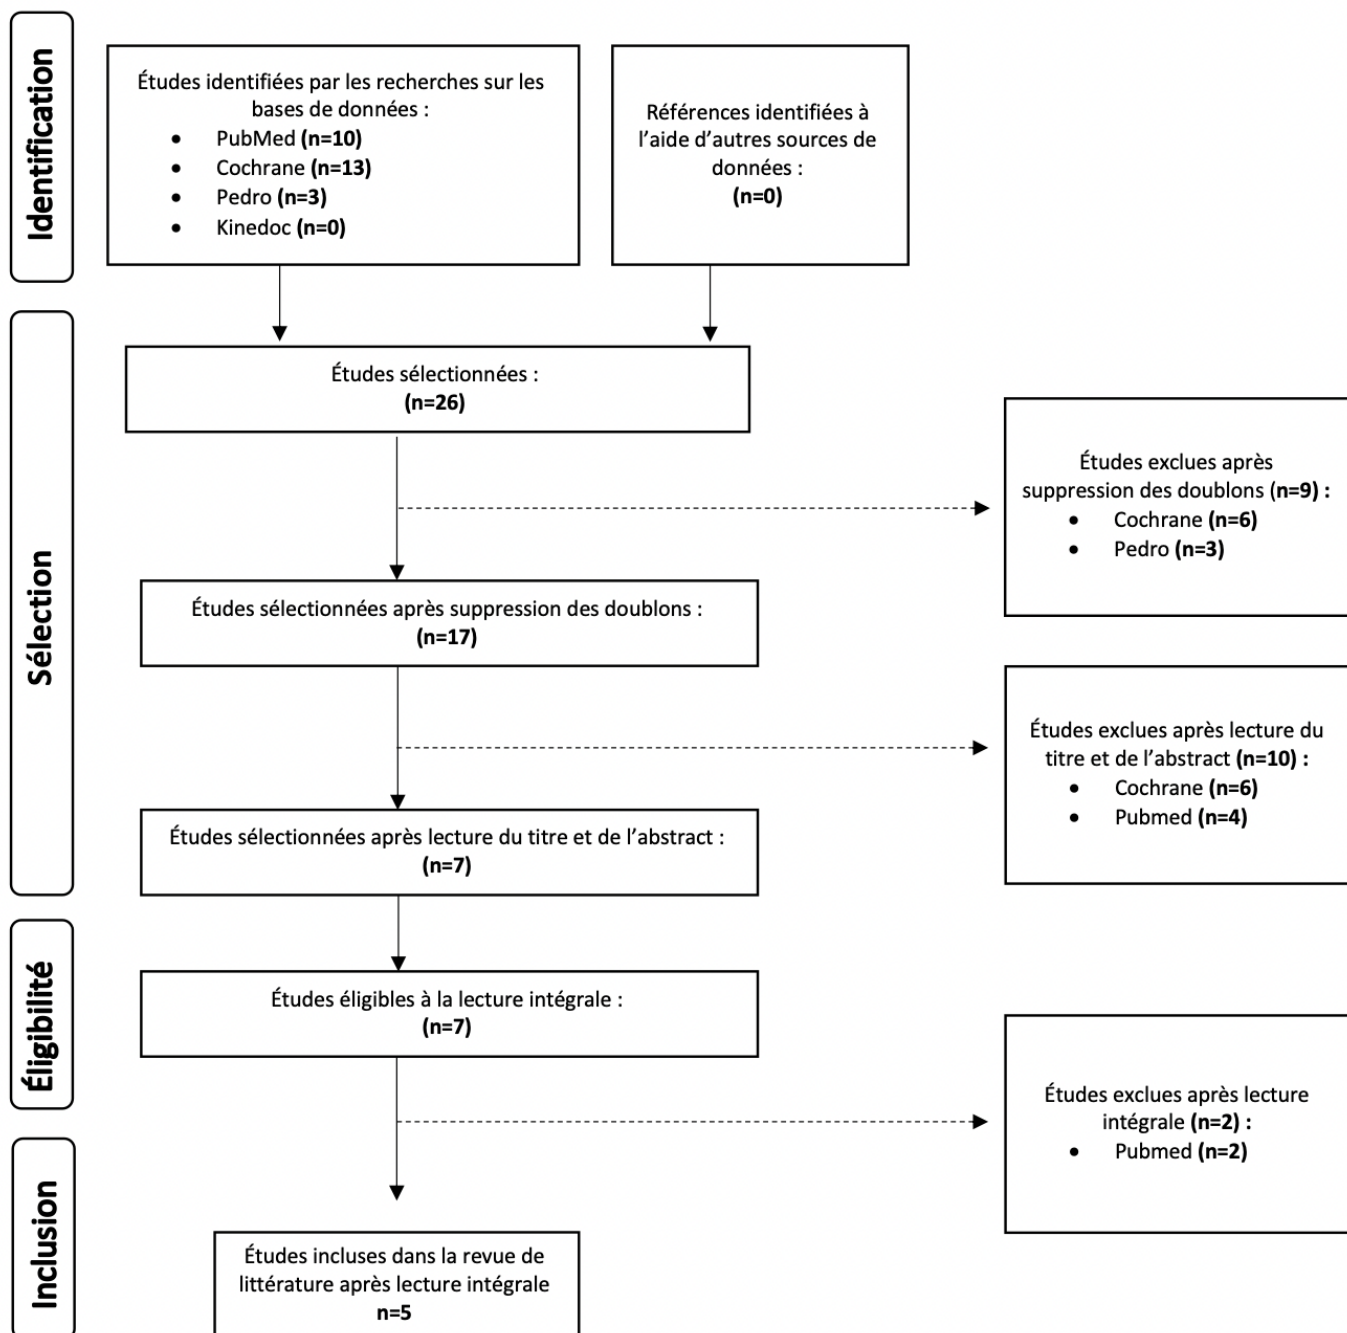 Identification
Études identifiées par les recherches sur les
bases de données :
• PubMed (n=10)
• Cochrane (n=13)
• Pedro (n=3)
• Kinedoc (n=0)
Références identifiées à
l’aide d’autres sources de
données :
(n=0)
Sélection
Études sélectionnées :
(n=26)
Études exclues après
suppression des doublons (n=9) :
• Cochrane (n=6)
• Pedro (n=3)
Études sélectionnées après suppression des doublons :
(n=17)
Études exclues après lecture du
titre et de l’abstract (n=10) :
• Cochrane (n=6)
• Pubmed (n=4)
Études sélectionnées après lecture du titre et de l’abstract :
(n=7)
Éligibilité
Études éligibles à la lecture intégrale :
(n=7)
Études exclues après lecture
intégrale (n=2) :
• Pubmed (n=2)
Inclusion
Études incluses dans la revue de
littérature après lecture intégrale
n=5